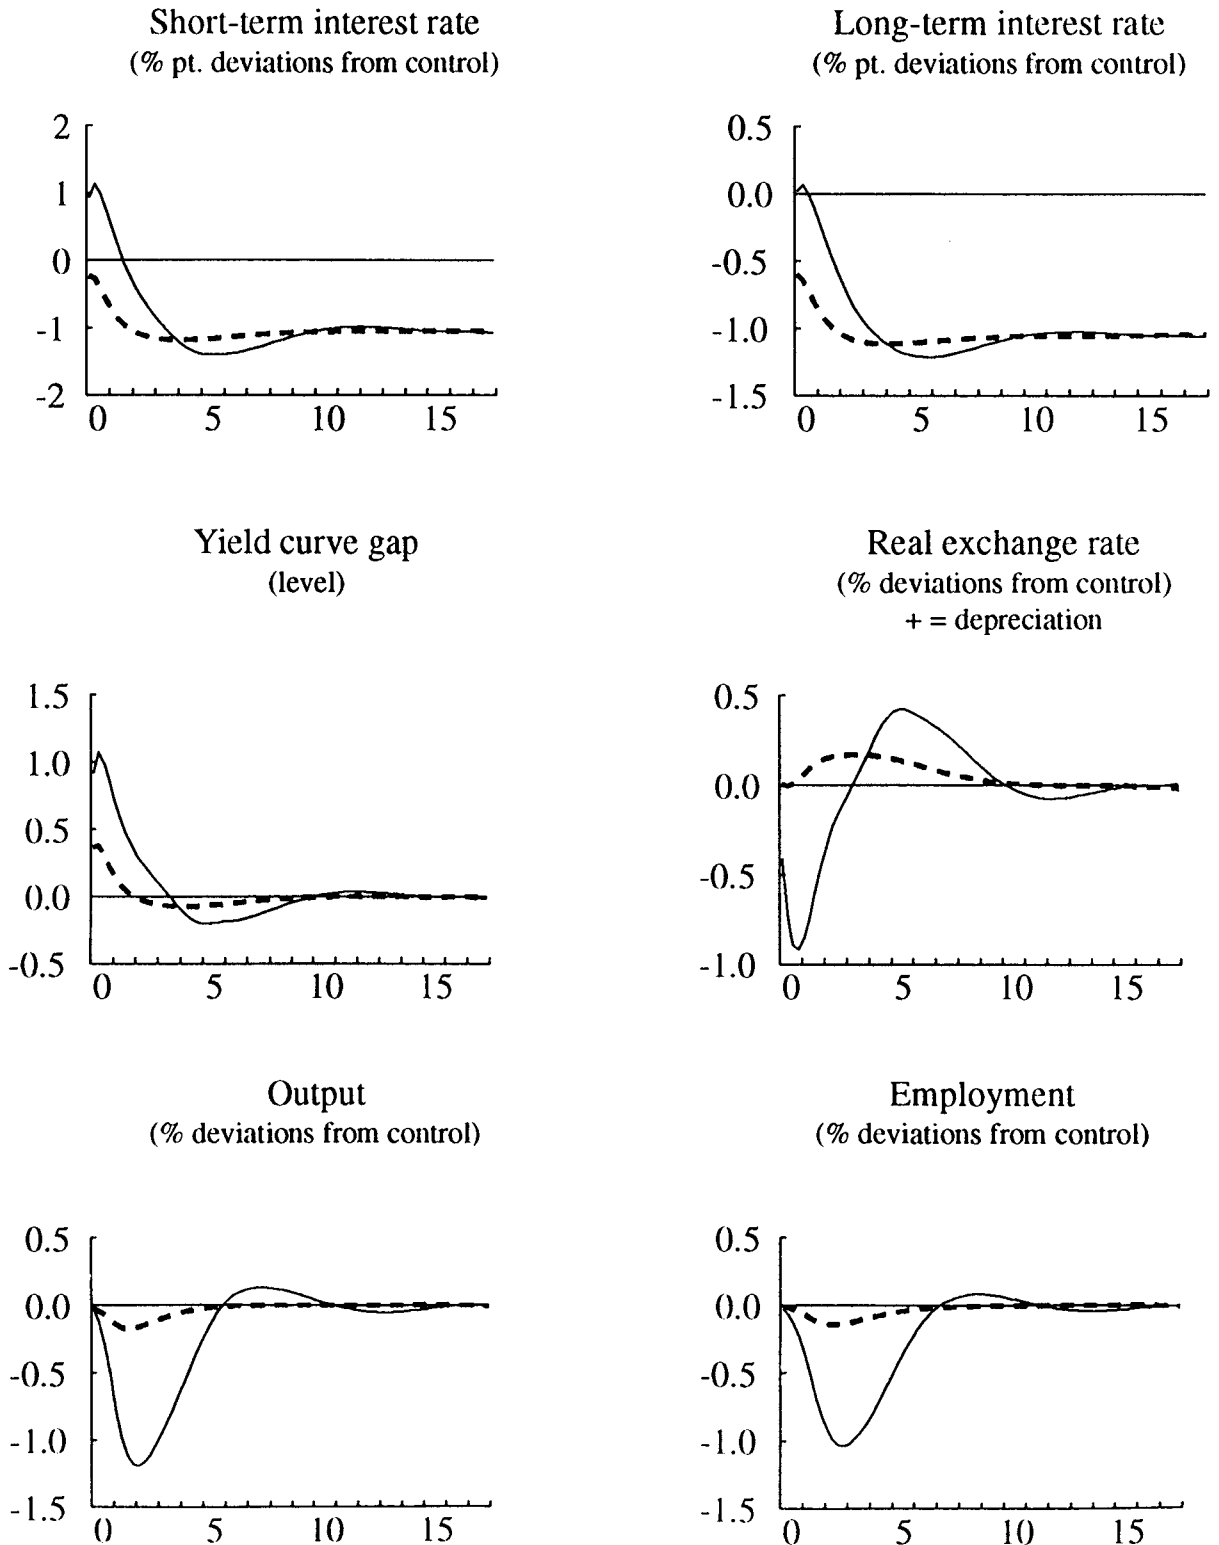 Short-term interest rate
(% pt. deviations from control)
2
1
0
-1
-2
0 5 10 15
Long-term interest rate
(% pt. deviations from control)
0.5
0.0
-0.5
-1.0
-1.5
0 5 10 15
Yield curve gap
(level)
1.5
1.0
0.5
0.0
-0.5
0 5 10 15
Real exchange rate
(% deviations from control)
+ = depreciation
0.5
0.0
-0.5
-1.0
0 5 10 15
Output
(% deviations from control)
0.5
0.0
-0.5
-1.0
-1.5
0 5 10 15
Employment
(% deviations from control)
0.5
0.0
-0.5
-1.0
-1.5
0 5 10 15